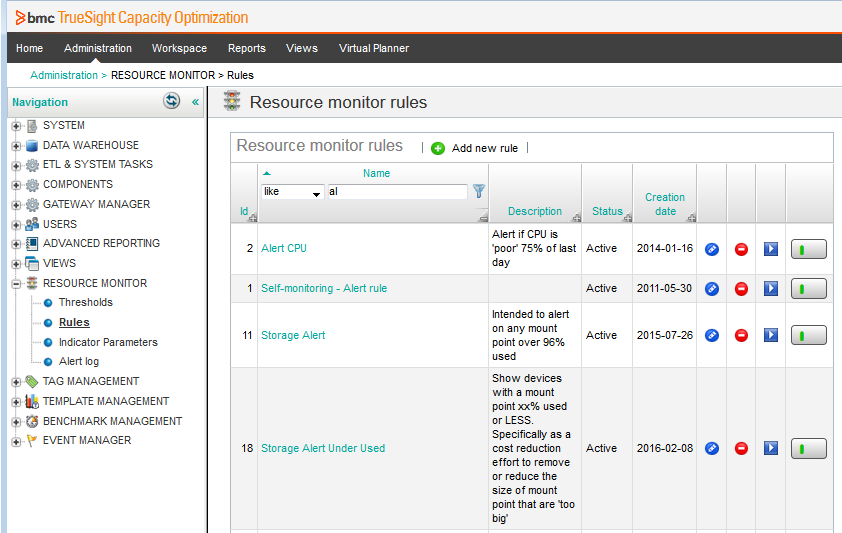 bmc TrueSight Capacity Optimization
Home Administration Workspace Reports Views Virtual Planner
Administration > RESOURCE MONITOR > Rules
Navigation «
SYSTEM
DATA WAREHOUSE
ETL & SYSTEM TASKS
COMPONENTS
GATEWAY MANAGER
USERS
ADVANCED REPORTING
VIEWS
RESOURCE MONITOR
Thresholds
Rules
Indicator Parameters
Alert log
TAG MANAGEMENT
TEMPLATE MANAGEMENT
BENCHMARK MANAGEMENT
EVENT MANAGER
Resource monitor rules
Resource monitor rules | Add new rule |
Name
like al
Id Description Status Creation
date
2 Alert CPU Alert if CPU is
'poor' 75% of last
day Active 2014-01-16
1 Self-monitoring - Alert rule Active 2011-05-30
11 Storage Alert Intended to alert
on any mount
point over 96%
used Active 2015-07-26
18 Storage Alert Under Used Show devices
with a mount
point xx% used
or LESS.
Specifically as a
cost reduction
effort to remove
or reduce the
size of mount
point that are 'too
big' Active 2016-02-08